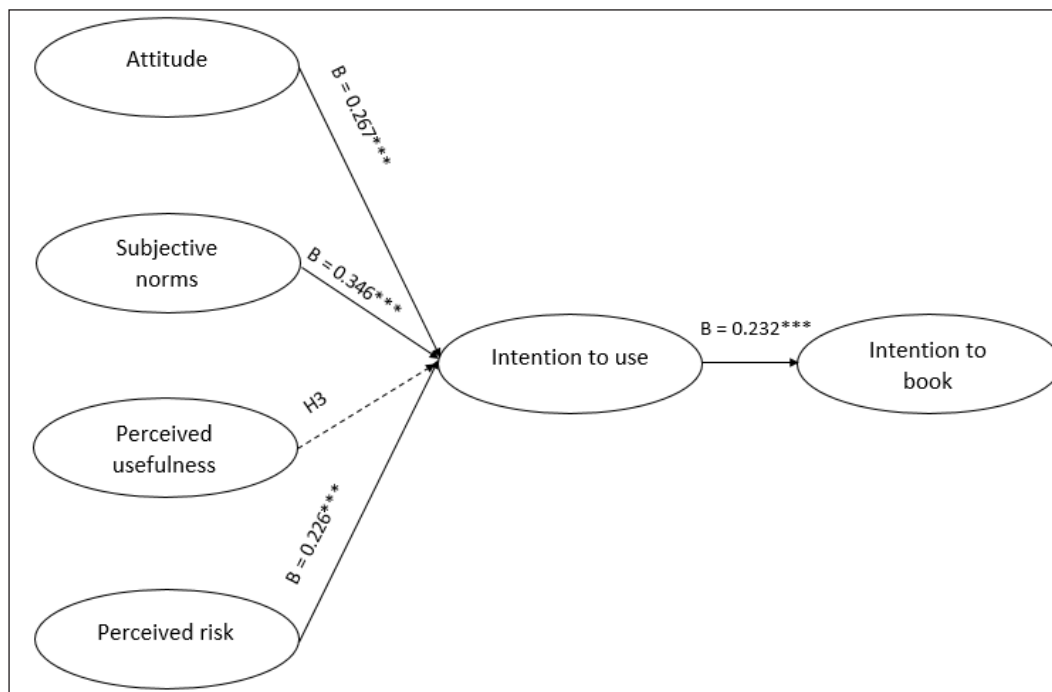 Attitude
B = 0.267***
Subjective
norms
B = 0.346***
Intention to use
B = 0.232***
Intention to
book
H3
Perceived
usefulness
B = 0.226***
Perceived risk